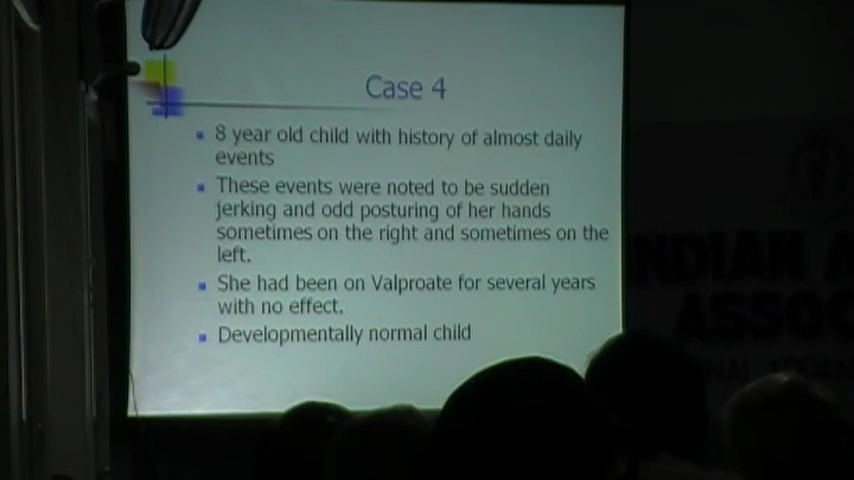 Case 4
8 year old child with history of almost daily
events
These events were noted to be sudden
jerking and odd posturing of her hands
sometimes on the right and sometimes on the
left.
She had been on Valproate for several years
with no effect.
Developmentally normal child
INDIAN A
ASSOC